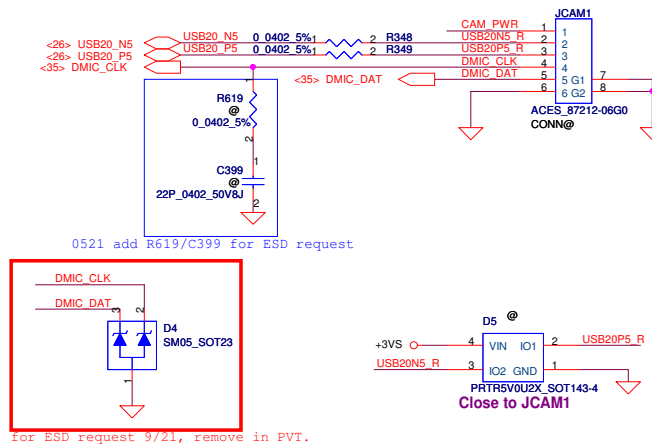 JCAM1
CAM_PWR 1 1
<26> USB20_N5 USB20_N5 0_0402_5% 1 2 R348 USB20N5_R 2 2
<26> USB20_P5 USB20_P5 0_0402_5% 1 2 R349 USB20P5_R 3 3
<35> DMIC_CLK DMIC_CLK 4 4
<35> DMIC_DAT DMIC_DAT 5 5 G1 7
6 6 G2 8
ACES_87212-06G0
CONN@
1
R619
@
0_0402_5%
2
1
C399
@
22P_0402_50V8J
2
0521 add R619/C399 for ESD request
DMIC_CLK
DMIC_DAT
3 2
D4
SM05_SOT23
1
for ESD request 9/21, remove in PVT.
D5 @
+3VS 4 VIN IO1 2 USB20P5_R
USB20N5_R 3 IO2 GND 1
PRTR5V0U2X_SOT143-4
Close to JCAM1